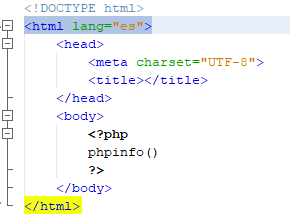 <!DOCTYPE html>
<html lang="es">
<head>
<meta charset="UTF-8">
<title></title>
</head>
<body>
<?php
phpinfo()
?>
</body>
</html>